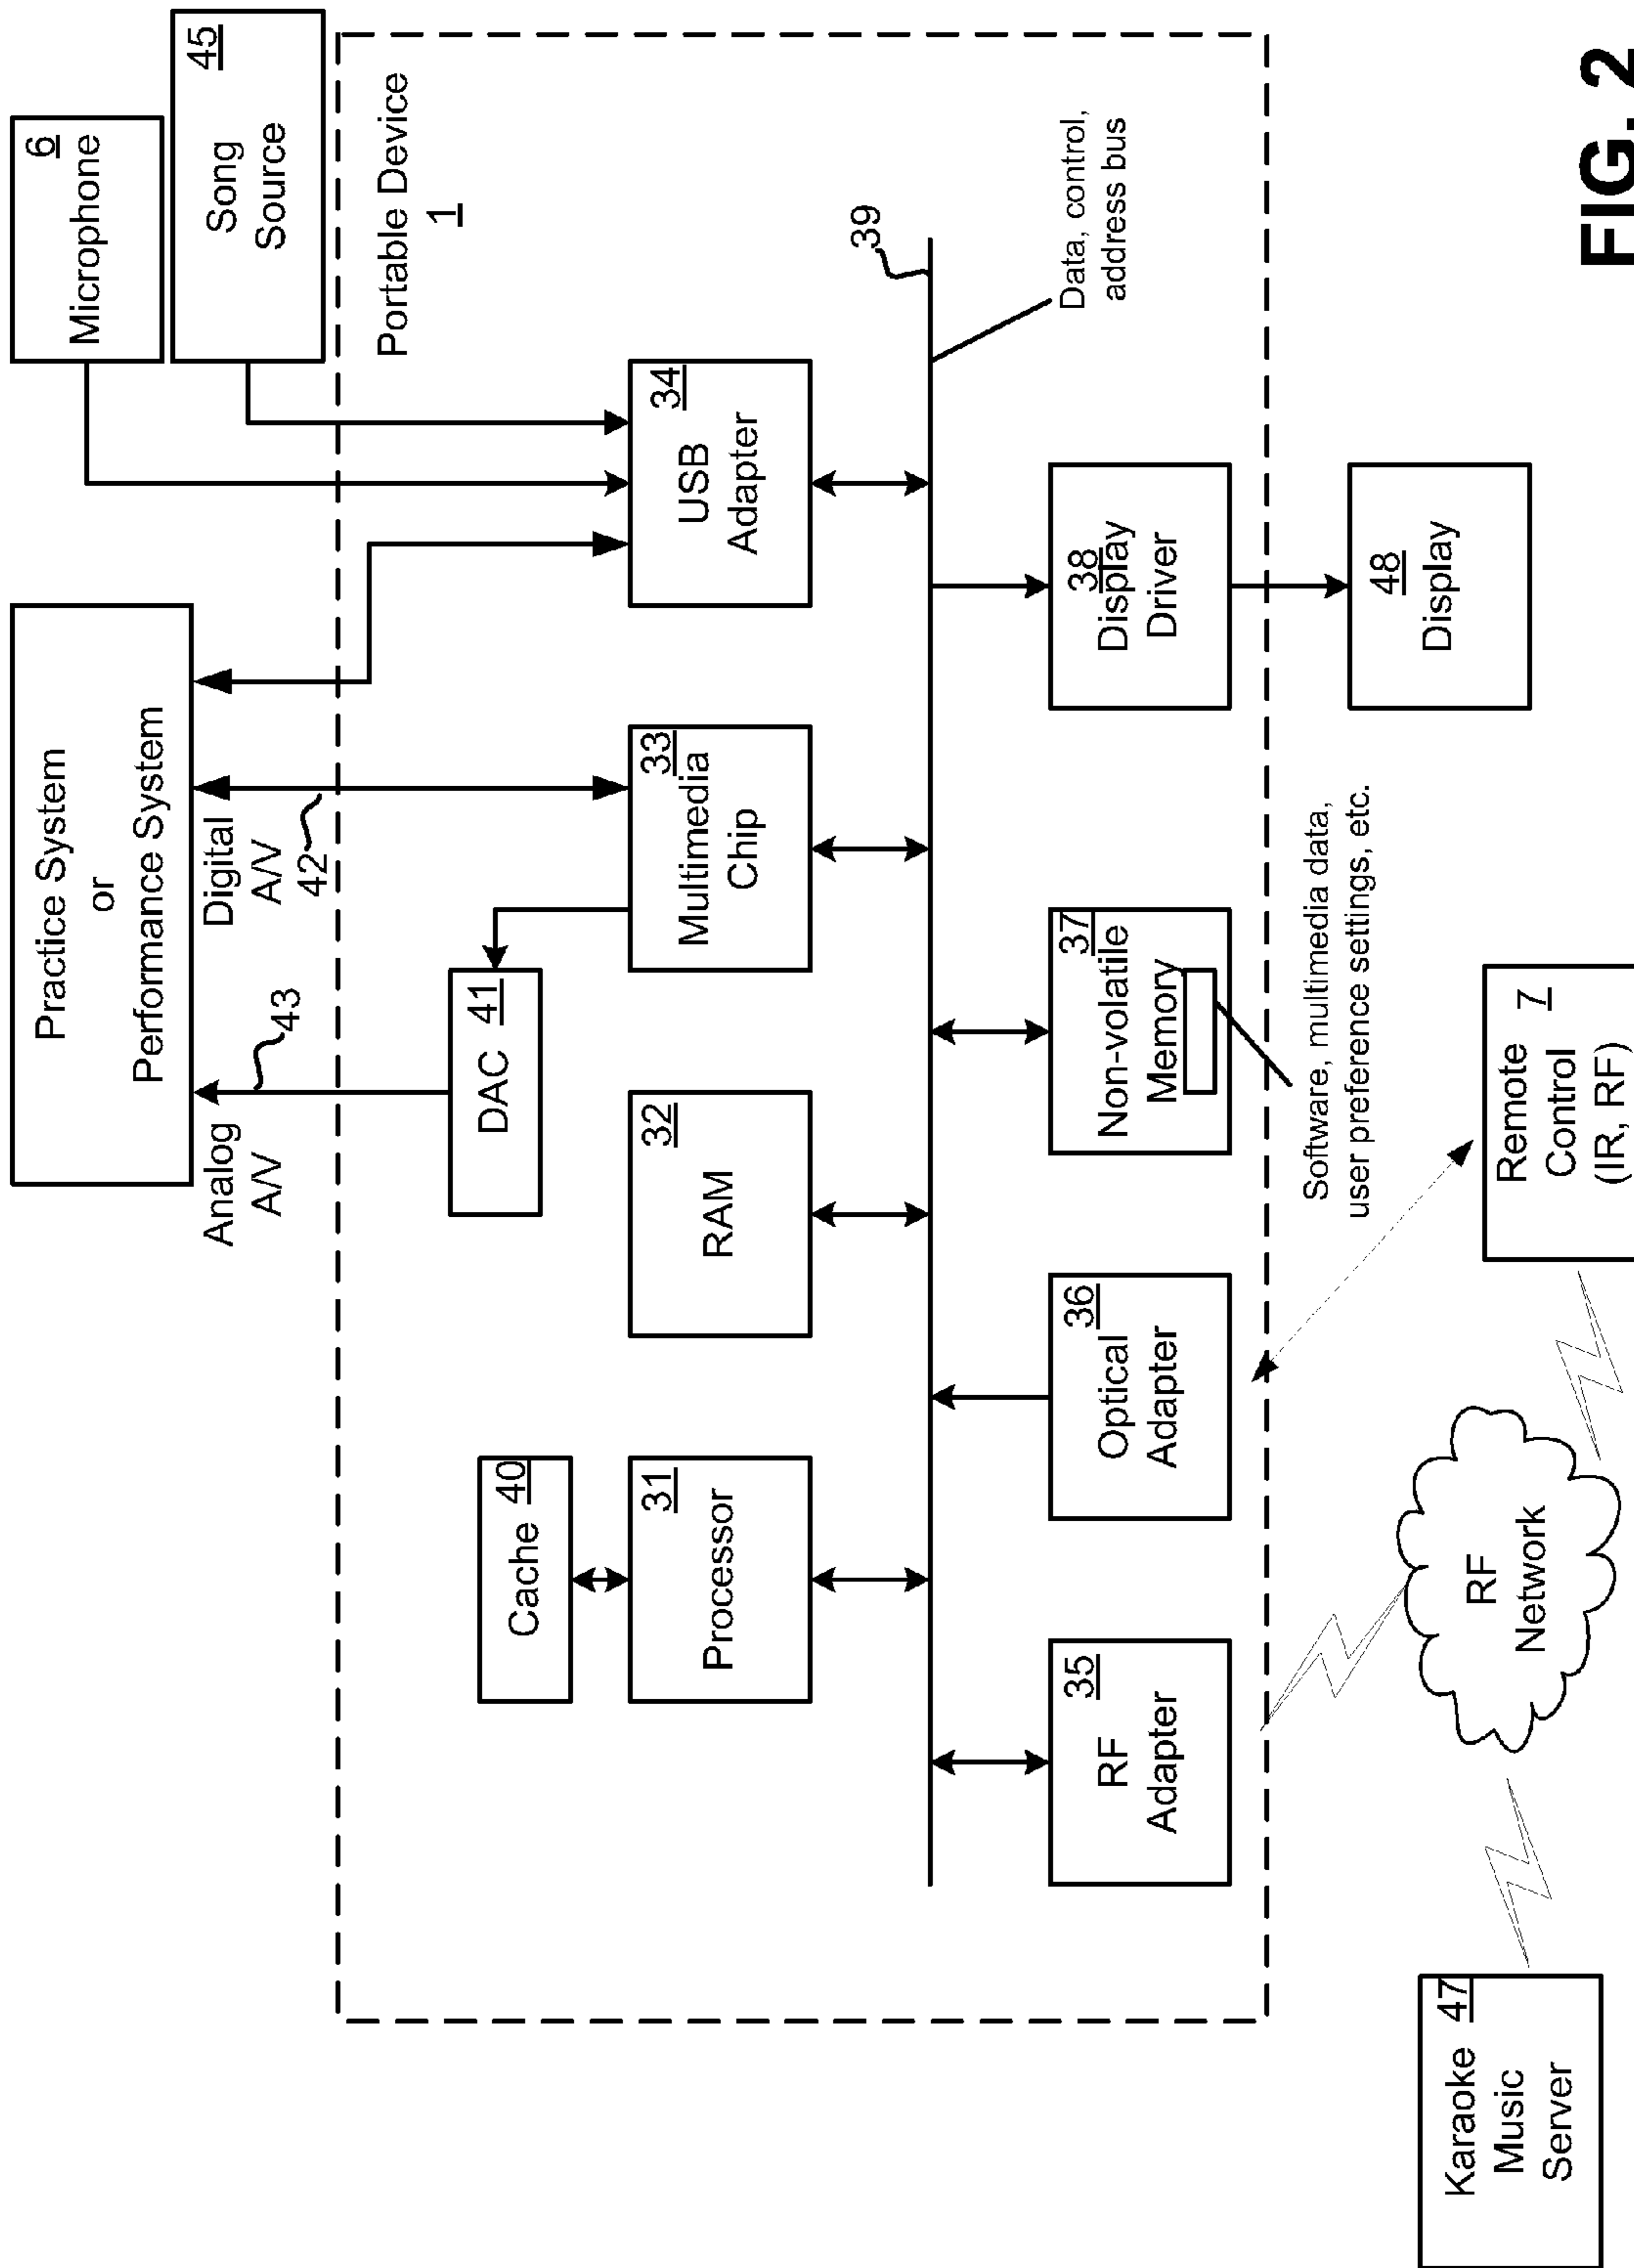 Practice System
or
Performance System
6
Microphone
45
Song
Source
Analog
A/V
43
Digital
A/V
42
Portable Device
1
Cache 40
DAC 41
31
Processor
32
RAM
33
Multimedia
Chip
34
USB
Adapter
39
Data, control,
address bus
35
RF
Adapter
36
Optical
Adapter
37
Non-volatile
Memory
38
Display
Driver
Software, multimedia data,
user preference settings, etc.
48
Display
Karaoke 47
Music
Server
RF
Network
Remote 7
Control
(IR, RF)
FIG. 2